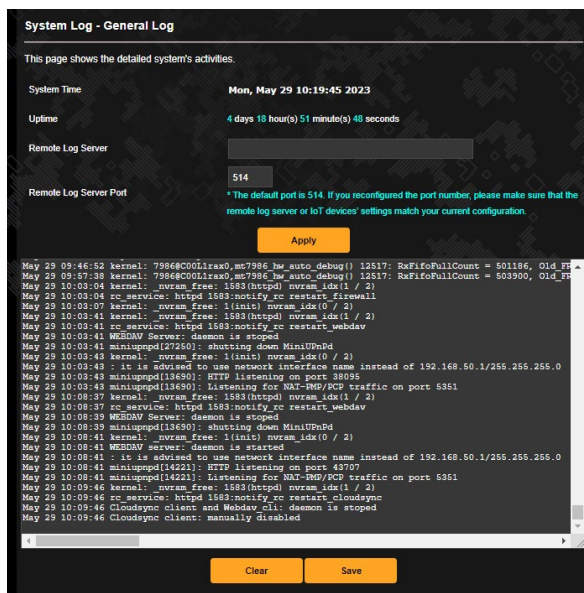 System Log - General Log
This page shows the detailed system's activities.
System Time
Mon, May 29 10:19:45 2023
Uptime
4 days 18 hour(s) 51 minute(s) 48 seconds
Remote Log Server
Remote Log Server Port
514
* The default port is 514. If you reconfigured the port number, please make sure that the
remote log server or IoT devices' settings match your current configuration.
Apply
May 29 09:46:52 kernel: 7986@C00L1rax0,mt7986_hw_auto_debug() 12517: RxFifoFullCount = 501186, Old_FR
May 29 09:57:38 kernel: 7986@C00L1rax0,mt7986_hw_auto_debug() 12517: RxFifoFullCount = 503900, Old_FR
May 29 10:03:04 kernel: _nvram_free: 1583(httpd) nvram_idx(1 / 2)
May 29 10:03:04 rc_service: httpd 1583:notify_rc restart_firewall
May 29 10:03:07 kernel: _nvram_free: 1(init) nvram_idx(0 / 2)
May 29 10:03:41 kernel: _nvram_free: 1583(httpd) nvram_idx(1 / 2)
May 29 10:03:41 rc_service: httpd 1583:notify_rc restart_webdav
May 29 10:03:41 WEBDAV Server: daemon is stoped
May 29 10:03:41 miniupnpd[27250]: shutting down MiniUPnPd
May 29 10:03:43 kernel: _nvram_free: 1(init) nvram_idx(0 / 2)
May 29 10:03:43 : it is advised to use network interface name instead of 192.168.50.1/255.255.255.0
May 29 10:03:43 miniupnpd[13690]: HTTP listening on port 38095
May 29 10:03:43 miniupnpd[13690]: Listening for NAT-PMP/PCP traffic on port 5351
May 29 10:08:37 kernel: _nvram_free: 1583(httpd) nvram_idx(1 / 2)
May 29 10:08:37 rc_service: httpd 1583:notify_rc restart_webdav
May 29 10:08:39 WEBDAV Server: daemon is stoped
May 29 10:08:39 miniupnpd[13690]: shutting down MiniUPnPd
May 29 10:08:41 kernel: _nvram_free: 1(init) nvram_idx(0 / 2)
May 29 10:08:41 WEBDAV server: daemon is started
May 29 10:08:41 : it is advised to use network interface name instead of 192.168.50.1/255.255.255.0
May 29 10:08:41 miniupnpd[14221]: HTTP listening on port 43707
May 29 10:08:41 miniupnpd[14221]: Listening for NAT-PMP/PCP traffic on port 5351
May 29 10:09:46 kernel: _nvram_free: 1583(httpd) nvram_idx(1 / 2)
May 29 10:09:46 rc_service: httpd 1583:notify_rc restart_cloudsync
May 29 10:09:46 Cloudsync client and Webdav_cli: daemon is stoped
May 29 10:09:46 Cloudsync client: manually disabled
Clear
Save